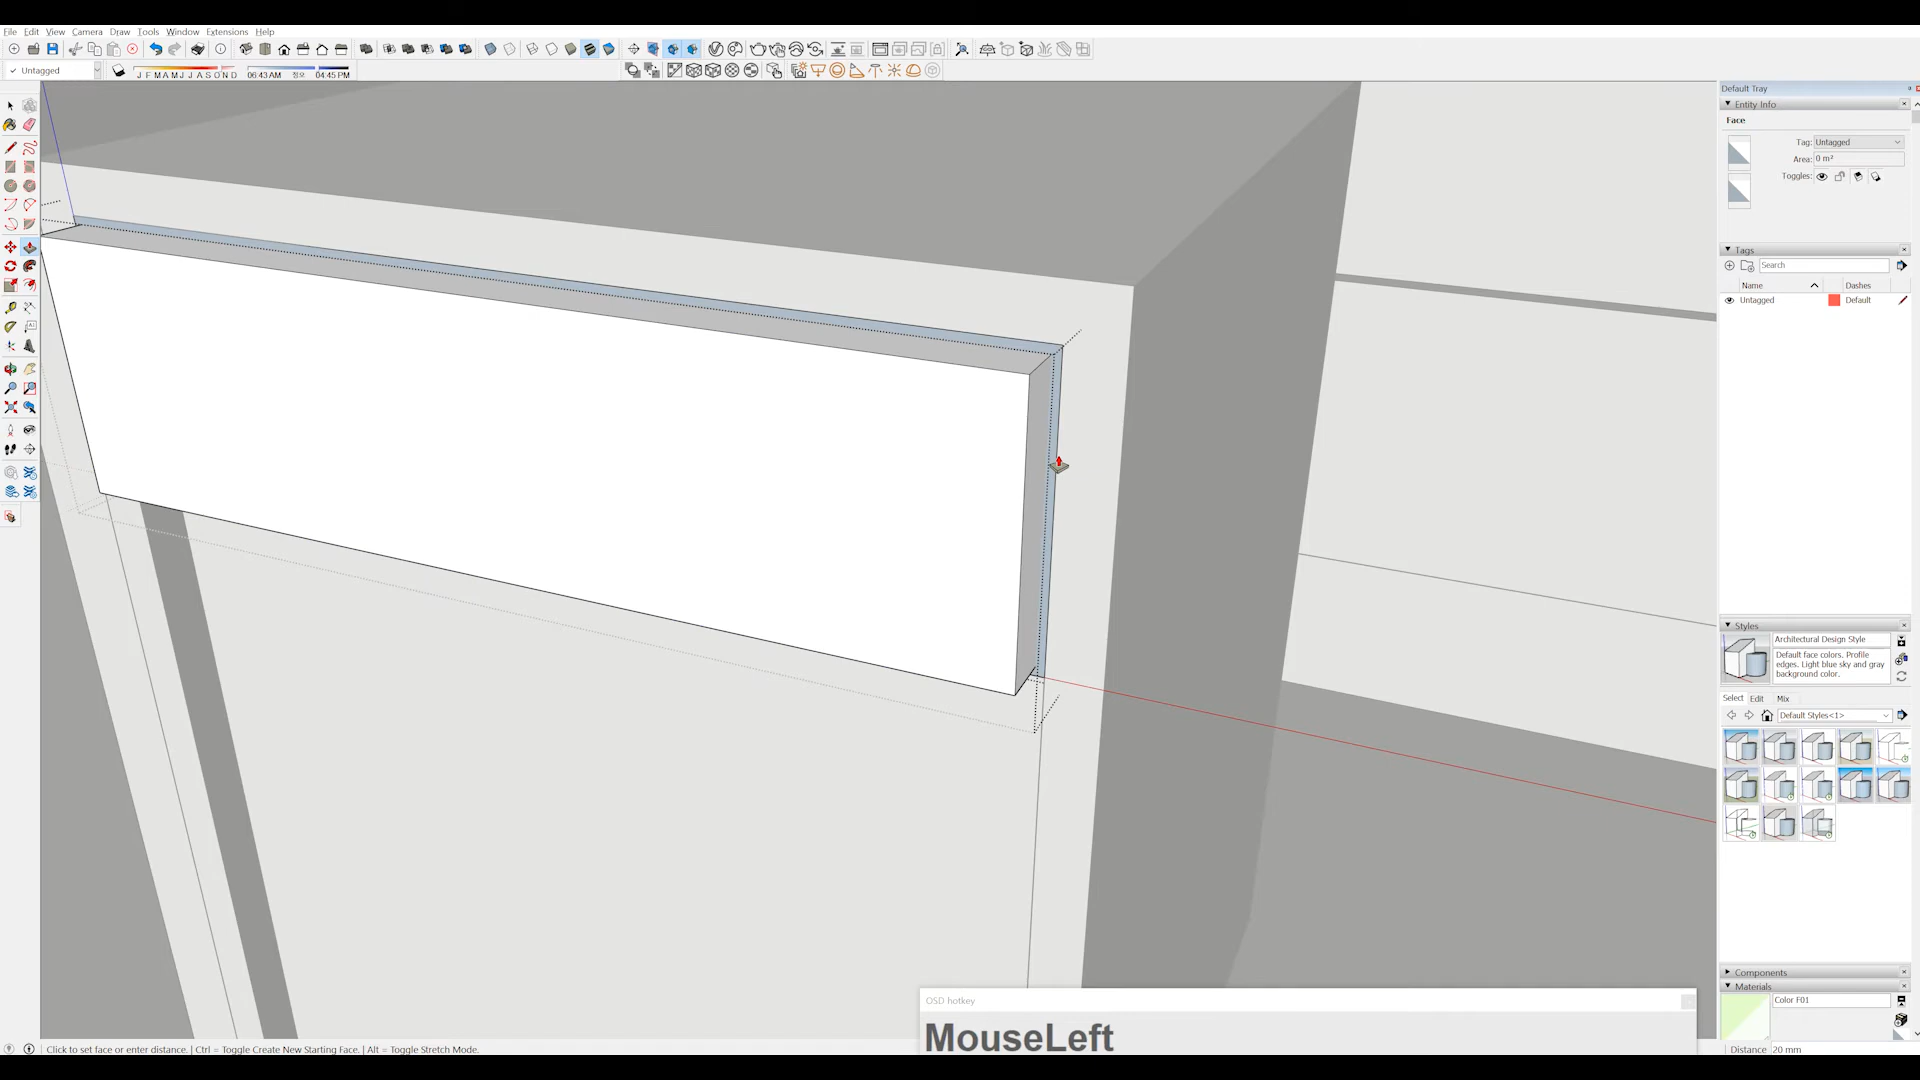 File Edit View Camera Draw Tools Window Extensions Help
Untagged
J F M A M J J A S O N D 06:43 AM 정오 04:45 PM
Default Tray
Entity Info
Face
Tag: Untagged
Area: 0 m²
Toggles:
Tags
Search
Name Dashes
Untagged Default
Styles
Architectural Design Style
Default face colors. Profile
edges. Light blue sky and gray
background color.
Select Edit Mix
Default Styles<1>
Components
Materials
Color F01
OSD hotkey
MouseLeft
Click to set face or enter distance. | Ctrl = Toggle Create New Starting Face. | Alt = Toggle Stretch Mode.
Distance 20 mm